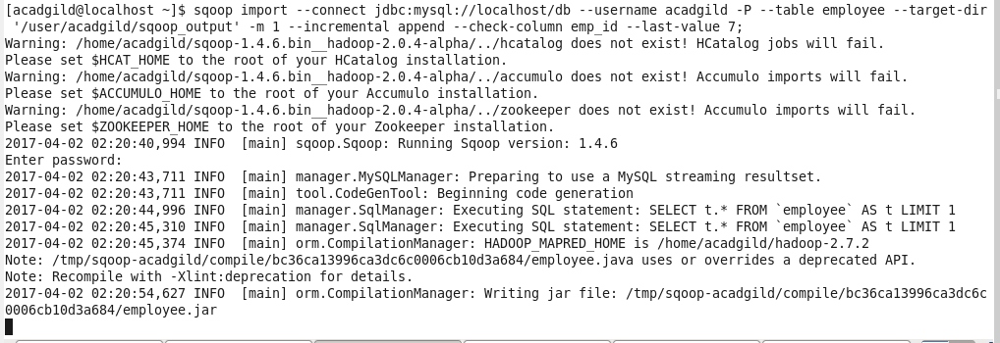 [acadgild@localhost ~]$ sqoop import --connect jdbc:mysql://localhost/db --username acadgild -P --table employee --target-dir
'/user/acadgild/sqoop_output' -m 1 --incremental append --check-column emp_id --last-value 7;
Warning: /home/acadgild/sqoop-1.4.6.bin__hadoop-2.0.4-alpha/../hcatalog does not exist! HCatalog jobs will fail.
Please set $HCAT_HOME to the root of your HCatalog installation.
Warning: /home/acadgild/sqoop-1.4.6.bin__hadoop-2.0.4-alpha/../accumulo does not exist! Accumulo imports will fail.
Please set $ACCUMULO_HOME to the root of your Accumulo installation.
Warning: /home/acadgild/sqoop-1.4.6.bin__hadoop-2.0.4-alpha/../zookeeper does not exist! Accumulo imports will fail.
Please set $ZOOKEEPER_HOME to the root of your Zookeeper installation.
2017-04-02 02:20:40,994 INFO  [main] sqoop.Sqoop: Running Sqoop version: 1.4.6
Enter password:
2017-04-02 02:20:43,711 INFO  [main] manager.MySQLManager: Preparing to use a MySQL streaming resultset.
2017-04-02 02:20:43,711 INFO  [main] tool.CodeGenTool: Beginning code generation
2017-04-02 02:20:44,996 INFO  [main] manager.SqlManager: Executing SQL statement: SELECT t.* FROM `employee` AS t LIMIT 1
2017-04-02 02:20:45,310 INFO  [main] manager.SqlManager: Executing SQL statement: SELECT t.* FROM `employee` AS t LIMIT 1
2017-04-02 02:20:45,374 INFO  [main] orm.CompilationManager: HADOOP_MAPRED_HOME is /home/acadgild/hadoop-2.7.2
Note: /tmp/sqoop-acadgild/compile/bc36ca13996ca3dc6c0006cb10d3a684/employee.java uses or overrides a deprecated API.
Note: Recompile with -Xlint:deprecation for details.
2017-04-02 02:20:54,627 INFO  [main] orm.CompilationManager: Writing jar file: /tmp/sqoop-acadgild/compile/bc36ca13996ca3dc6c
0006cb10d3a684/employee.jar